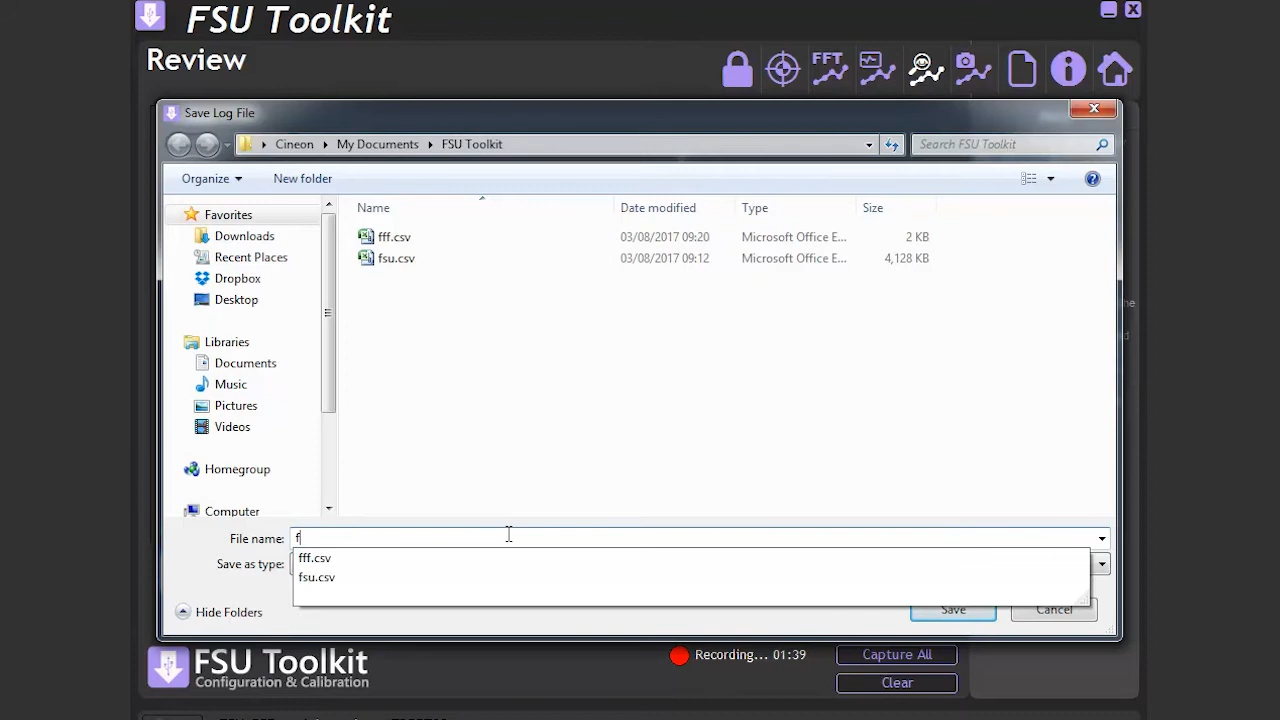 FSU Toolkit
Review
FFT
Save Log File
Cineon My Documents FSU Toolkit
Search FSU Toolkit
Organize New folder
Name Date modified Type Size
Favorites
fff.csv 03/08/2017 09:20 Microsoft Office E... 2 KB
Downloads
Recent Places
fsu.csv 03/08/2017 09:12 Microsoft Office E... 4,128 KB
Dropbox
Desktop
Libraries
Documents
Music
Pictures
Videos
Homegroup
Computer
File name: f
fff.csv
Save as type:
fsu.csv
Hide Folders
Save Cancel
FSU Toolkit
Configuration & Calibration
Recording... 01:39
Capture All
Clear